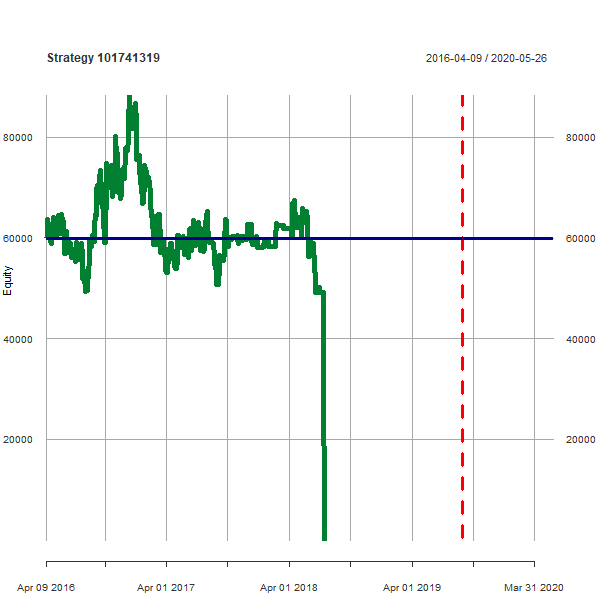 Strategy 101741319
2016-04-09 / 2020-05-26
80000 80000
60000 60000
Equity
40000 40000
20000 20000
Apr 09 2016 Apr 01 2017 Apr 01 2018 Apr 01 2019 Mar 31 2020